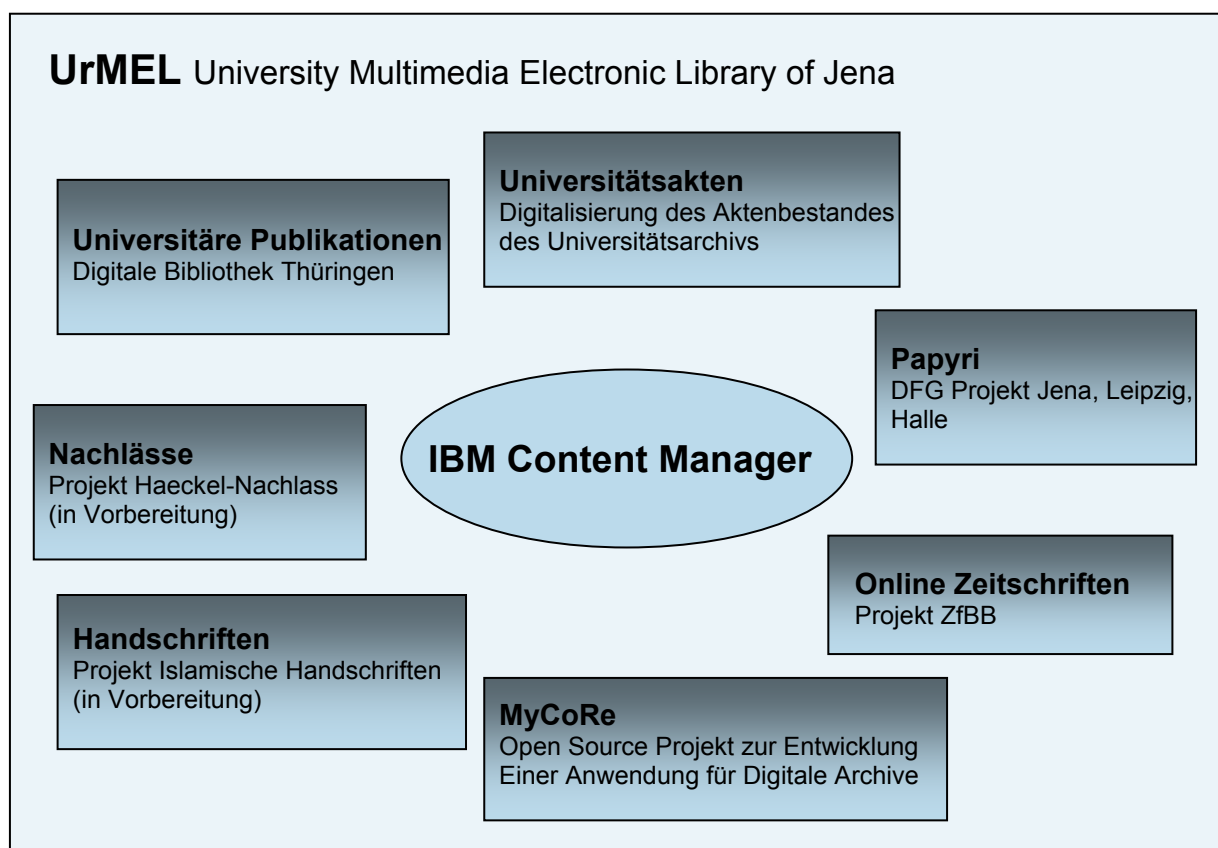 UrMEL University Multimedia Electronic Library of Jena
Universitätsakten
Digitalisierung des Aktenbestandes
des Universitätsarchivs
Universitäre Publikationen
Digitale Bibliothek Thüringen
Papyri
DFG Projekt Jena, Leipzig,
Halle
IBM Content Manager
Nachlässe
Projekt Haeckel-Nachlass
(in Vorbereitung)
Online Zeitschriften
Projekt ZfBB
Handschriften
Projekt Islamische Handschriften
(in Vorbereitung)
MyCoRe
Open Source Projekt zur Entwicklung
Einer Anwendung für Digitale Archive